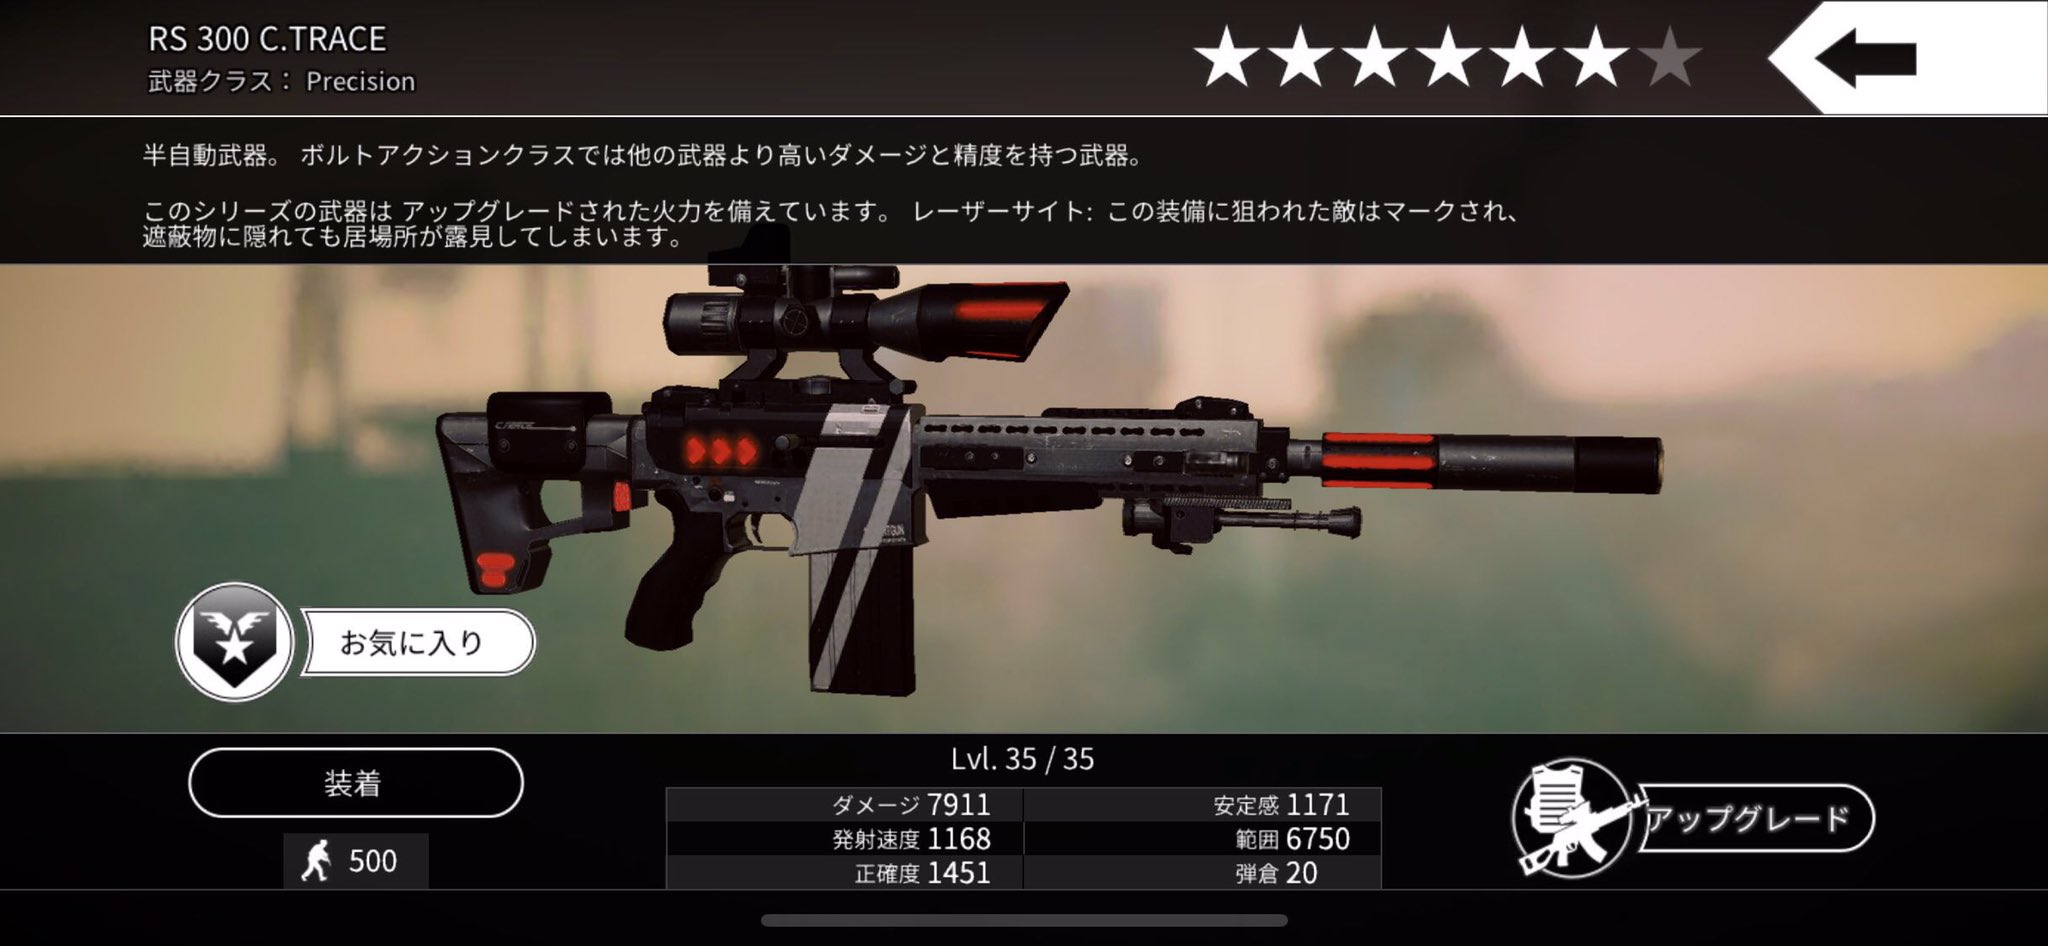 RS 300 C.TRACE
武器クラス： Precision
半自動武器。 ボルトアクションクラスでは他の武器より高いダメージと精度を持つ武器。
このシリーズの武器は アップグレードされた火力を備えています。 レーザーサイト: この装備に狙われた敵はマークされ、
遮蔽物に隠れても居場所が露見してしまいます。
お気に入り
装着
500
Lvl. 35 / 35
ダメージ 7911 安定感 1171
発射速度 1168 範囲 6750
正確度 1451 弾倉 20
アップグレード